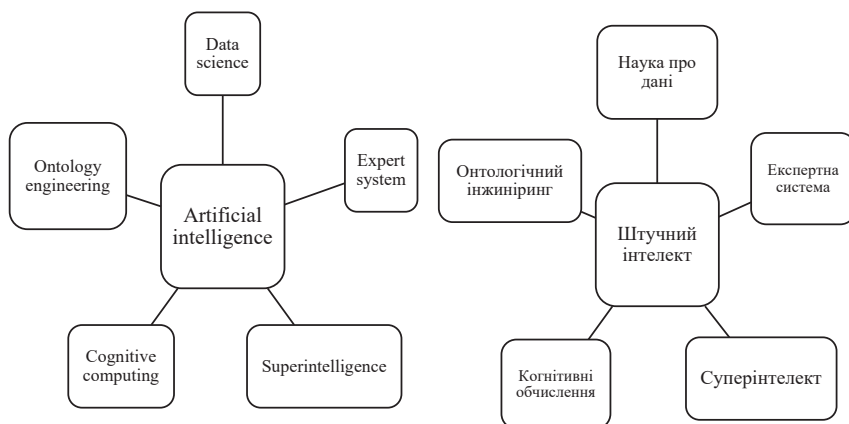 Data
science
Ontology
engineering
Expert
system
Artificial
intelligence
Cognitive
computing
Superintelligence
Наука про
дані
Онтологічний
інжиніринг
Експертна
система
Штучний
інтелект
Когнитивні
обчислення
Суперінтелект